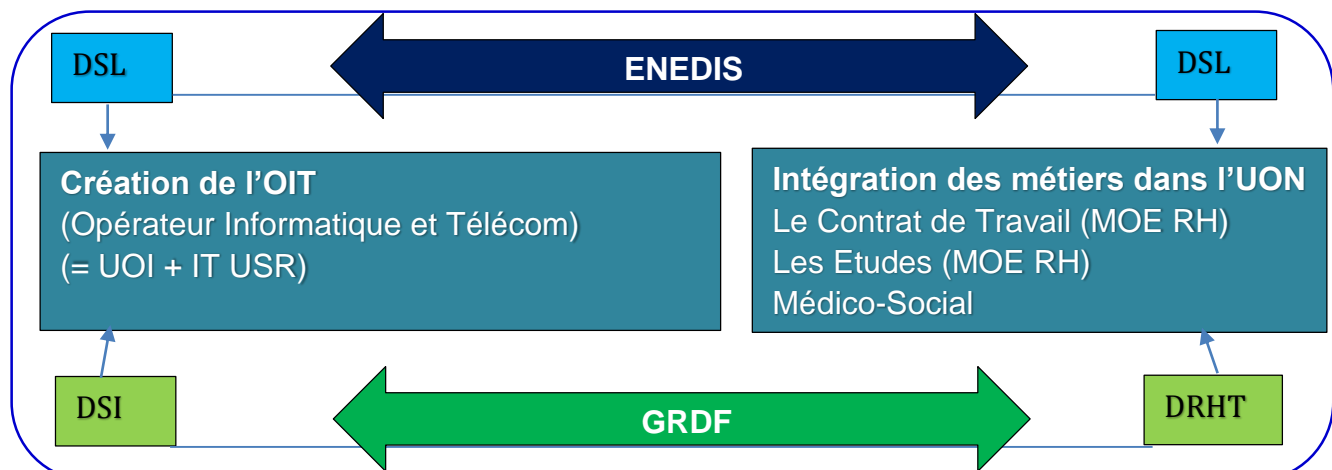 DSL
ENEDIS
DSL
Création de l'OIT
(Opérateur Informatique et Télécom)
(= UOI + IT USR)
Intégration des métiers dans l'UON
Le Contrat de Travail (MOE RH)
Les Etudes (MOE RH)
Médico-Social
DSI
GRDF
DRHT